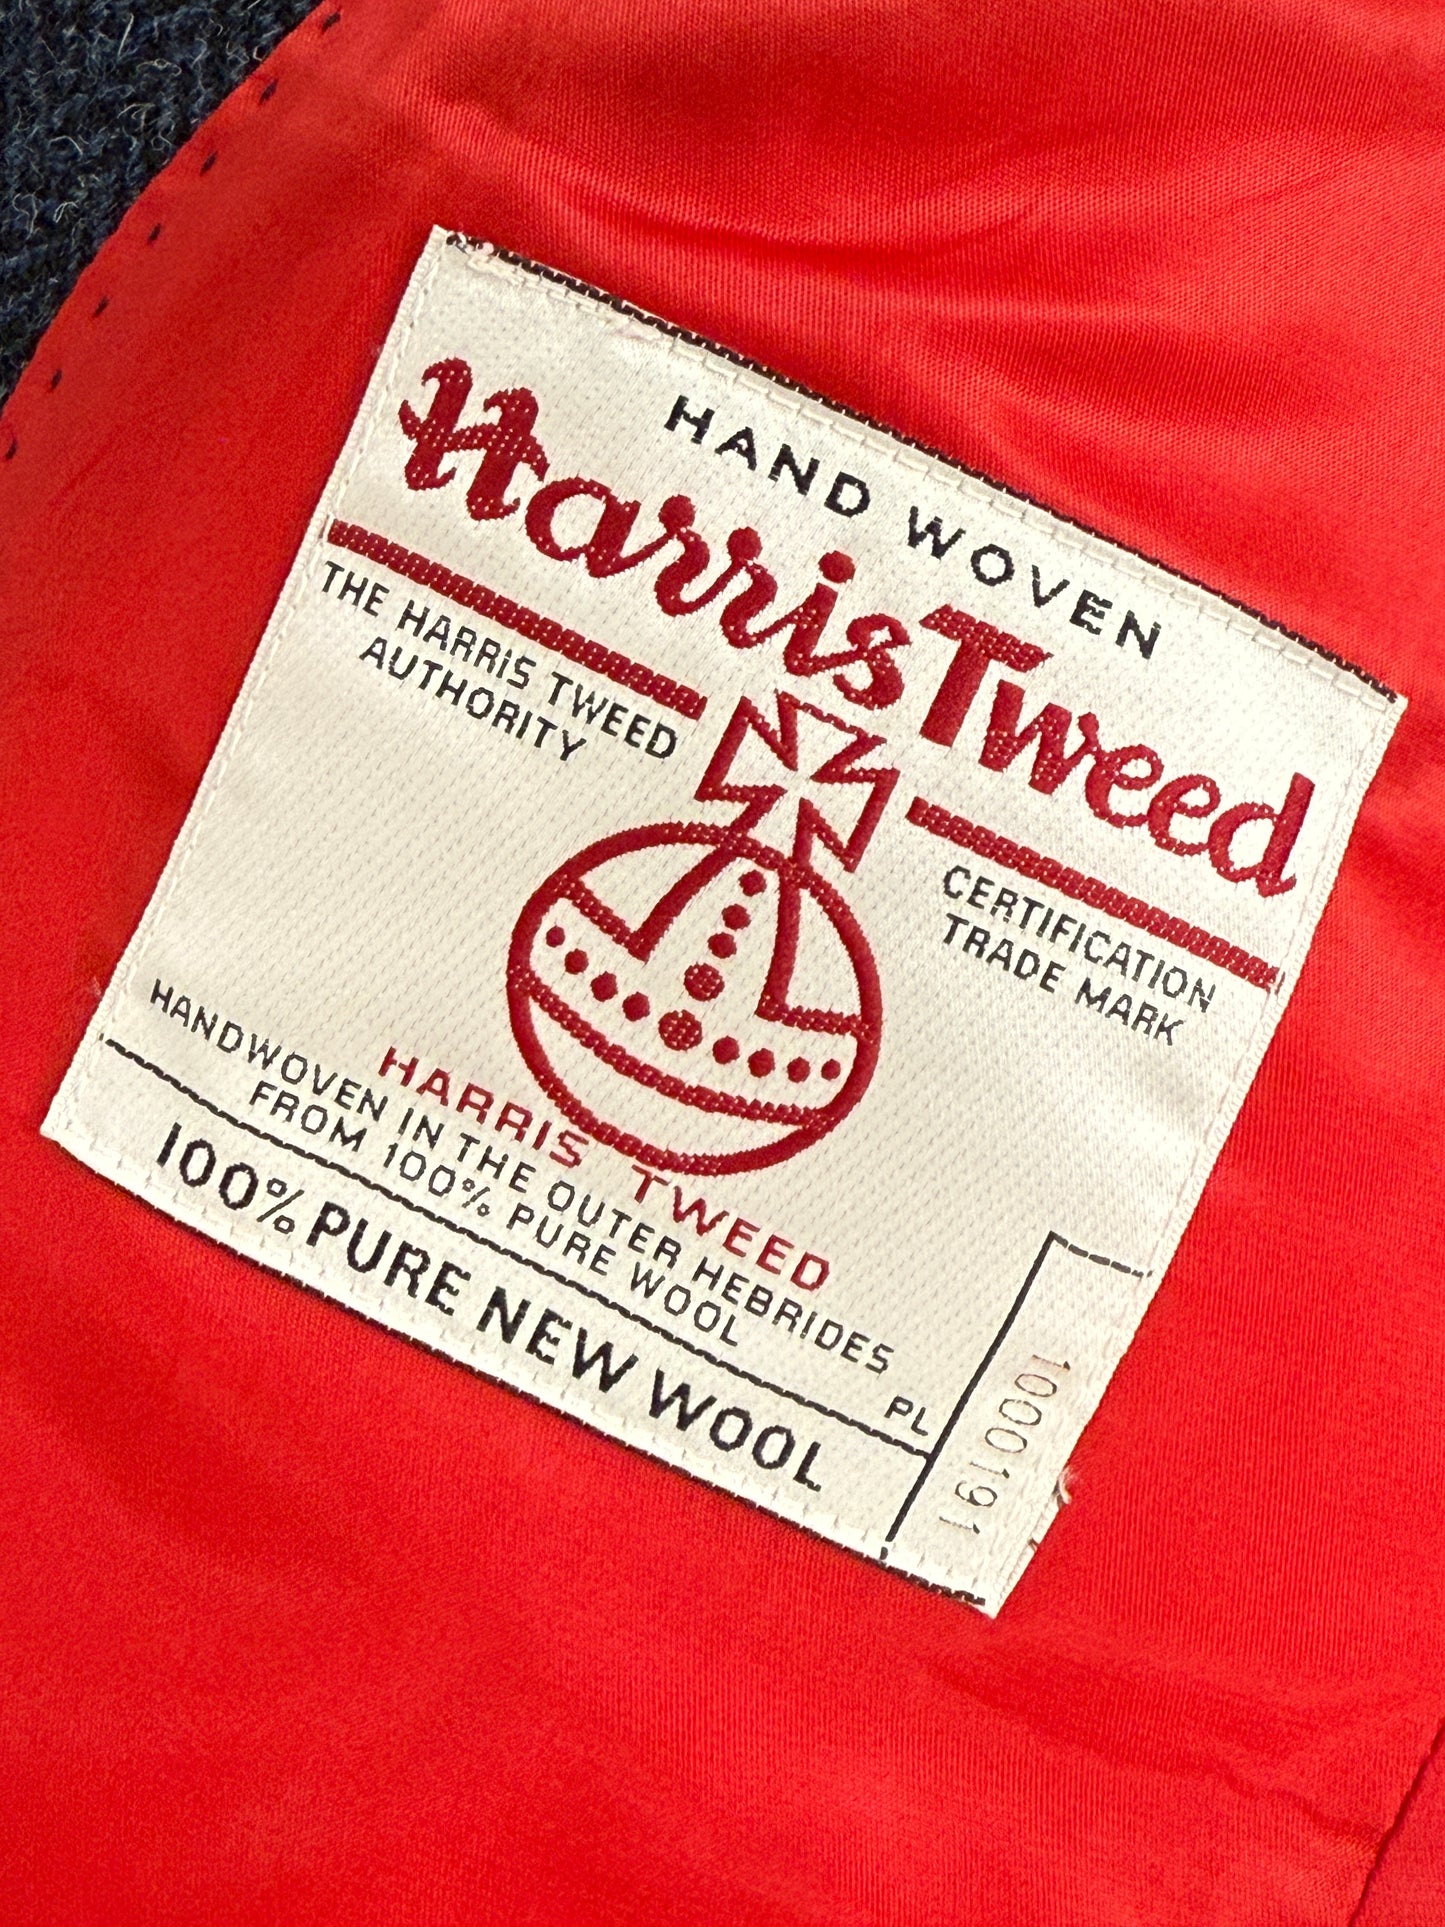 HAND WOVEN
Harris Tweed
THE HARRIS TWEED
AUTHORITY
CERTIFICATION
TRADE MARK
HARRIS TWEED
HANDWOVEN IN THE OUTER HEBRIDES
FROM 100% PURE WOOL
PL
100% PURE NEW WOOL
1000191